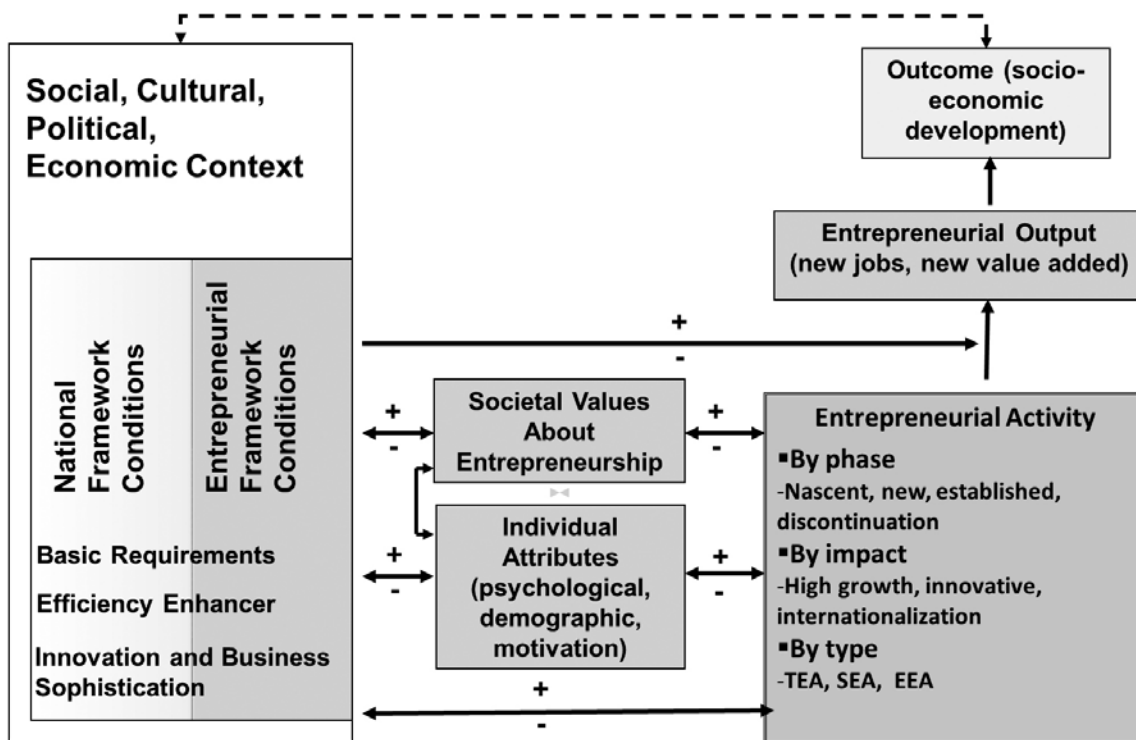 Social, Cultural,
Political,
Economic Context
National
Framework
Conditions
Entrepreneurial
Framework
Conditions
Basic Requirements
Efficiency Enhancer
Innovation and Business
Sophistication
Outcome (socio-
economic
development)
Entrepreneurial Output
(new jobs, new value added)
+
-
+
-
Societal Values
About
Entrepreneurship
+
-
+
-
Individual
Attributes
(psychological,
demographic,
motivation)
+
-
+
-
Entrepreneurial Activity
▪By phase
-Nascent, new, established,
discontinuation
▪By impact
-High growth, innovative,
internationalization
▪By type
-TEA, SEA, EEA